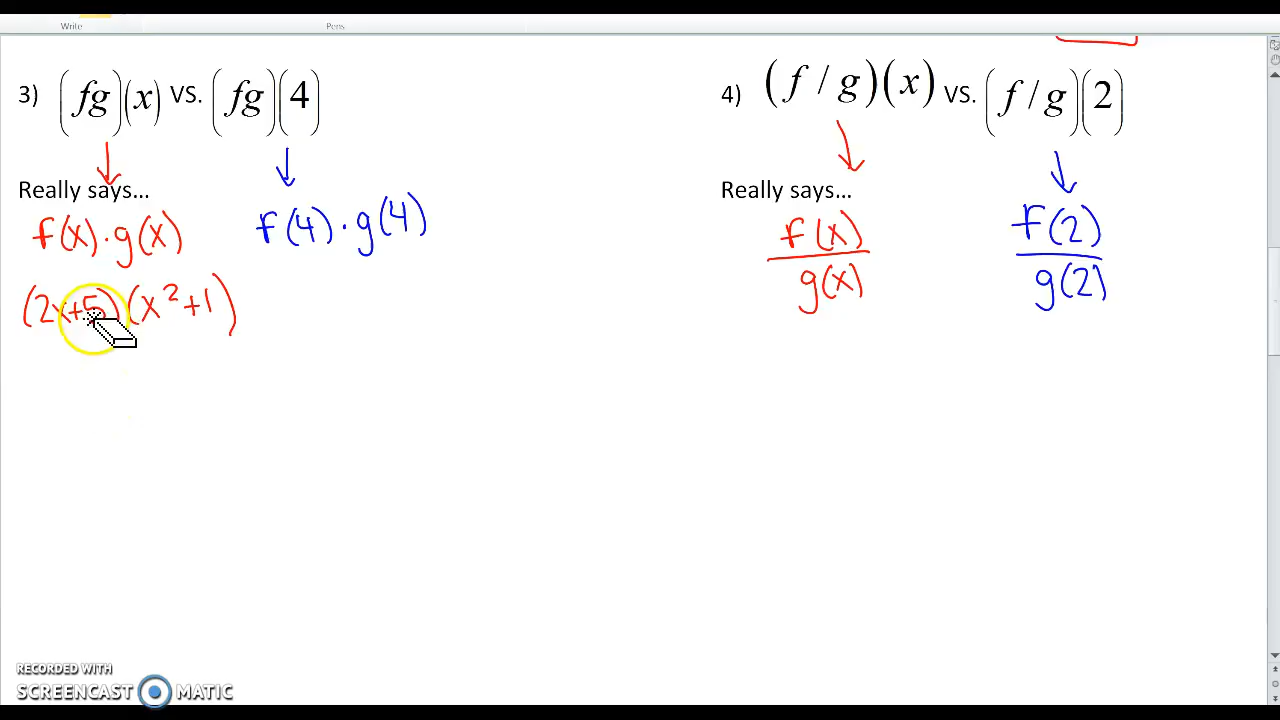 Write Pens
3) (fg)(x) VS. (fg)(4)
Really says...
f(x)·g(x) f(4)·g(4)
(2x+5)(x²+1)
4) (f/g)(x) VS. (f/g)(2)
Really says...
f(x) f(2)
g(x) g(2)
RECORDED WITH
SCREENCAST MATIC